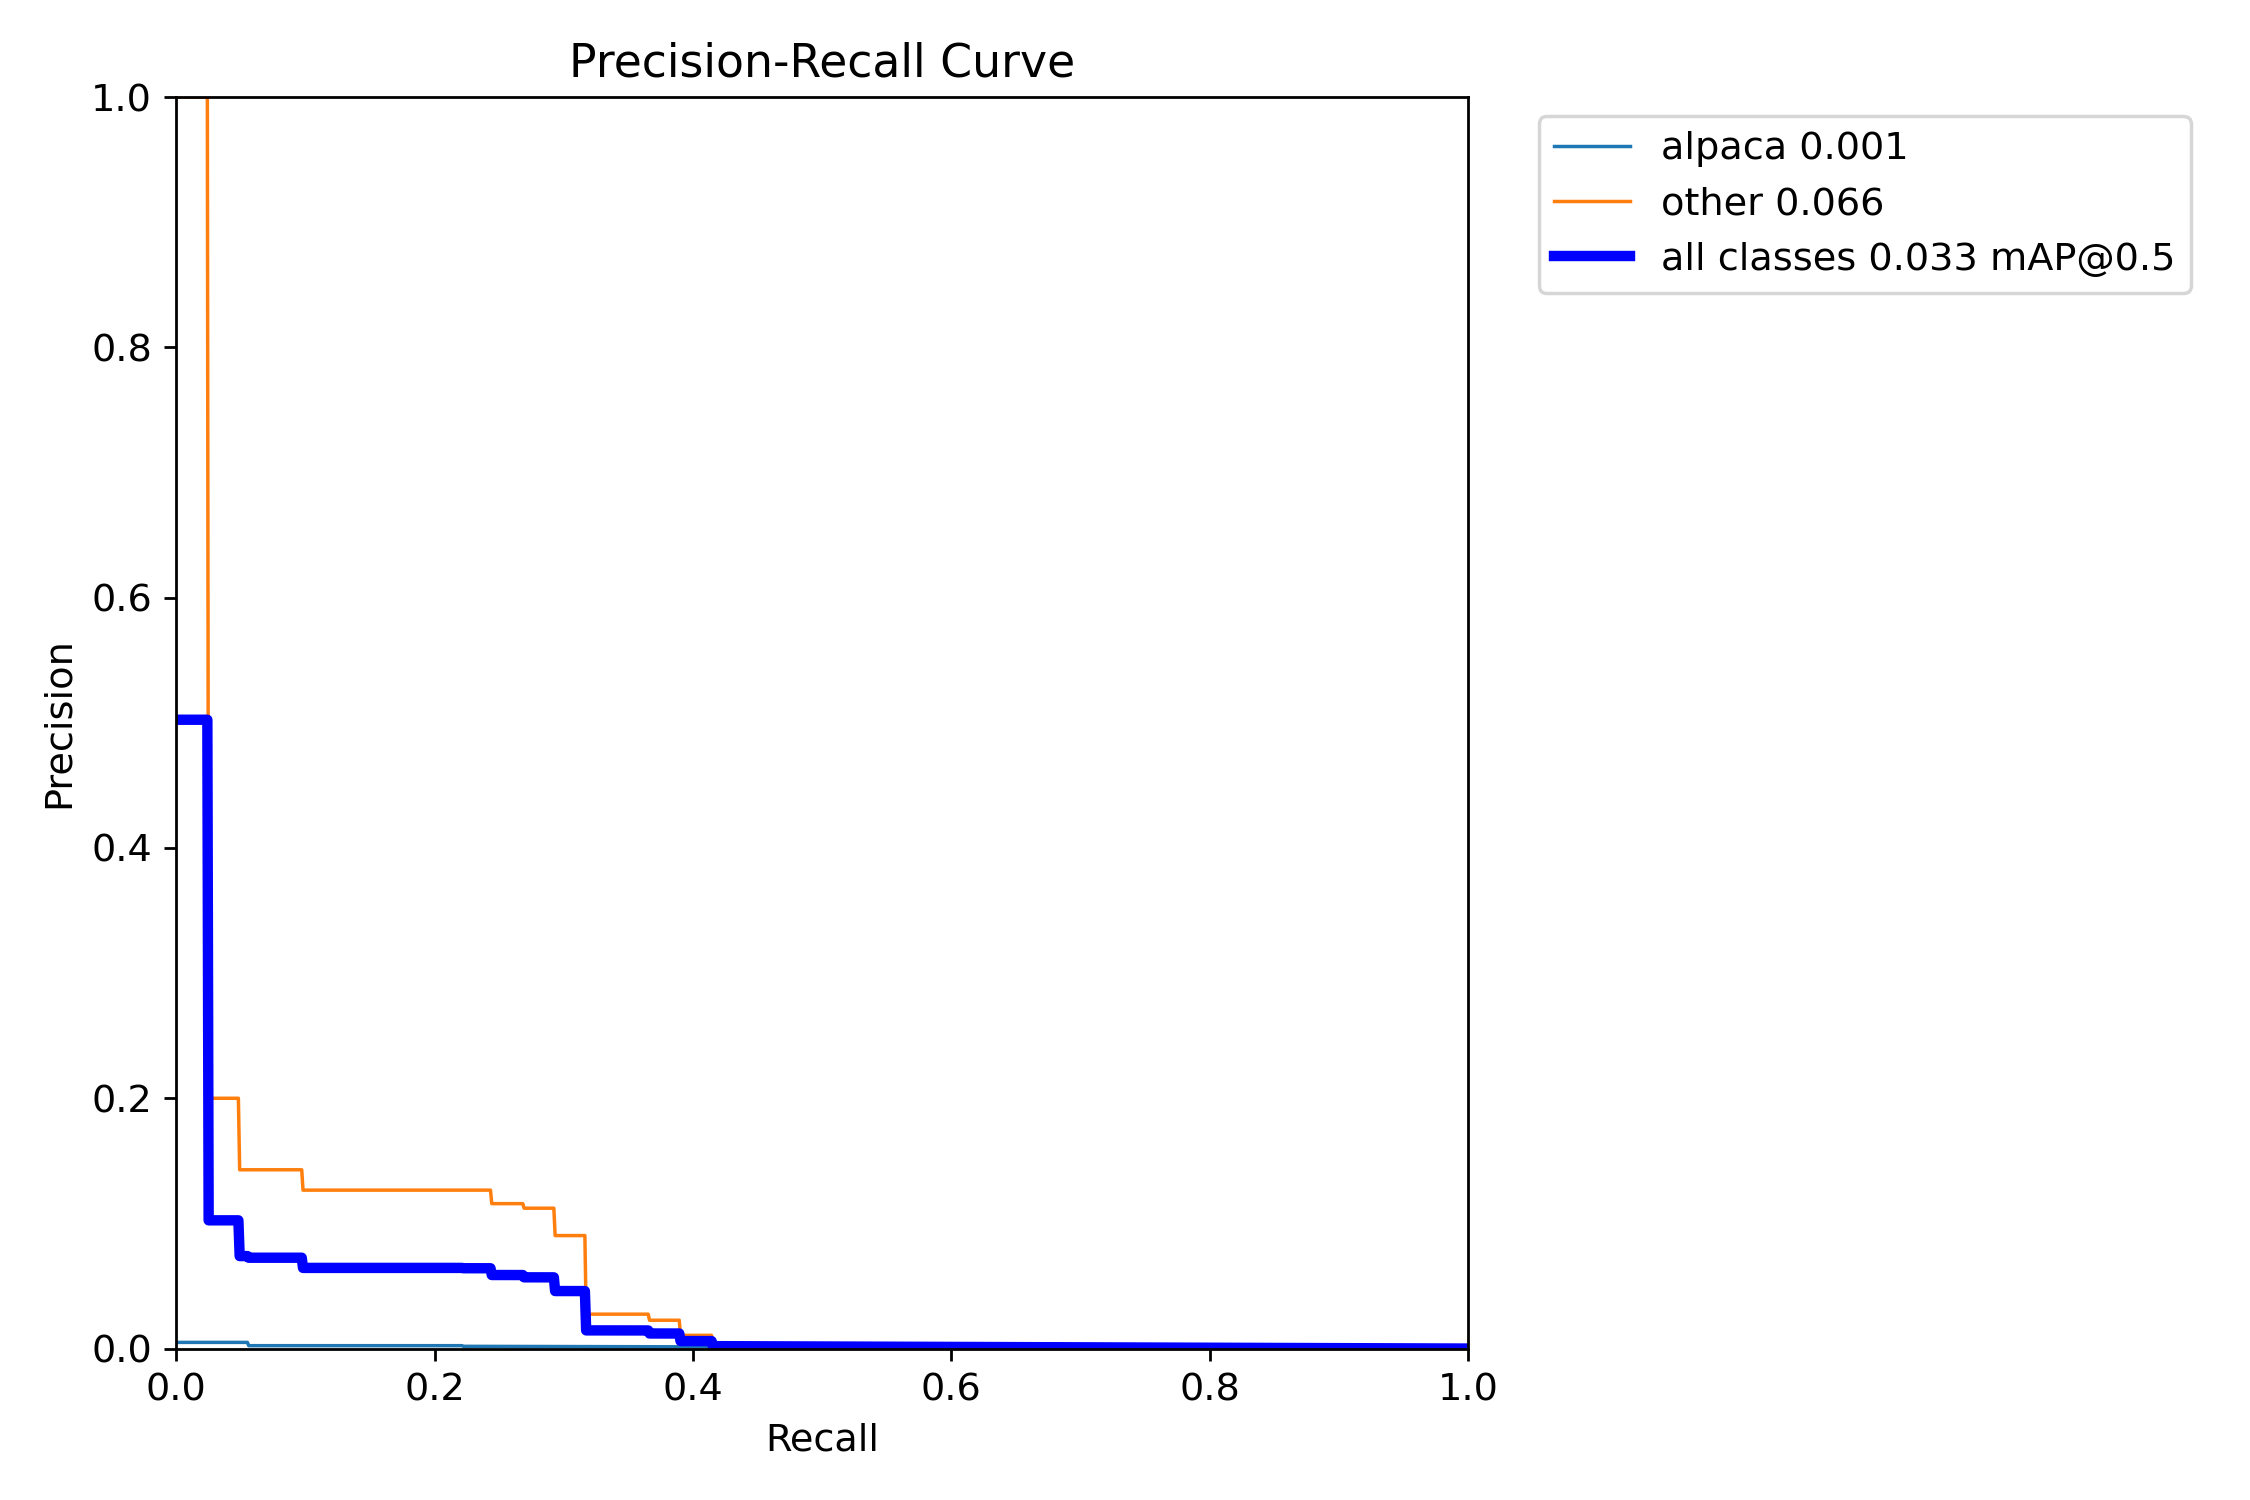 Precision-Recall Curve
alpaca 0.001
other 0.066
all classes 0.033 mAP@0.5
Precision
1.0
0.8
0.6
0.4
0.2
0.0
0.0 0.2 0.4 0.6 0.8 1.0
Recall